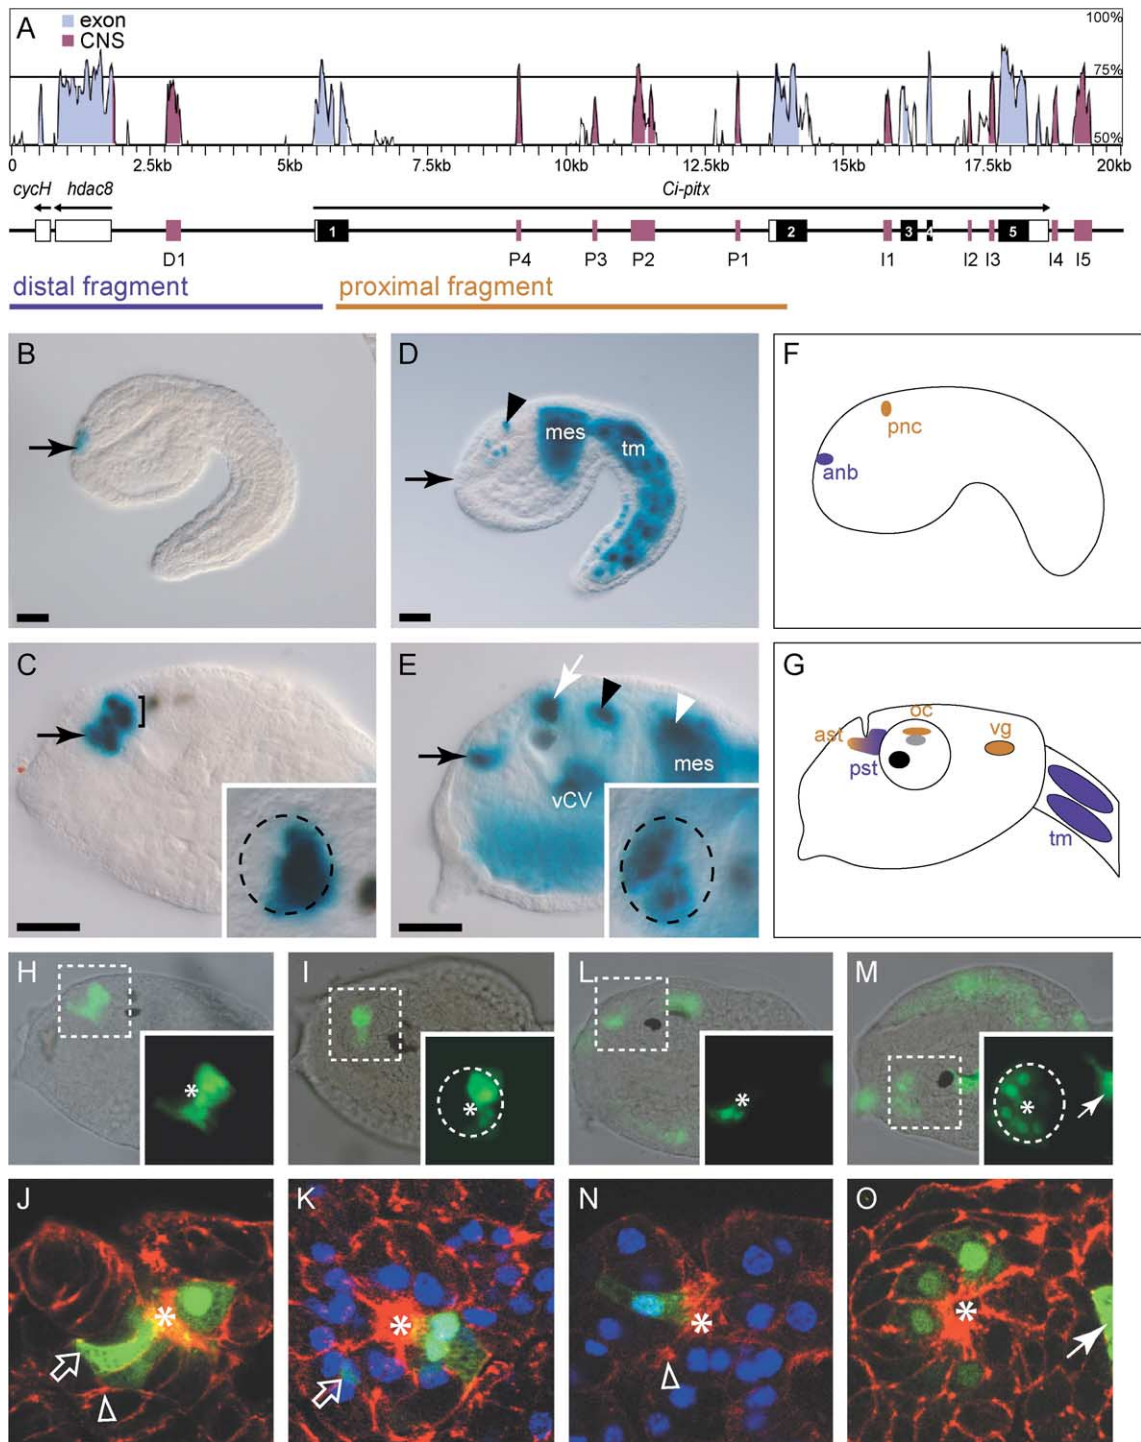 A
exon
CNS
100%
75%
50%
0 2.5kb 5kb 7.5kb 10kb 12.5kb 15kb 17.5kb 20kb
cycH hdac8 Ci-pitx
1 2 3 4 5
D1 P4 P3 P2 P1 I1 I2 I3 I4 I5
distal fragment proximal fragment
B D F
mes tm
pnc
anb
C E G
mes
vCV
ast oc vg
pst
tm
H I L M
* * * *
J K N O
* * * *